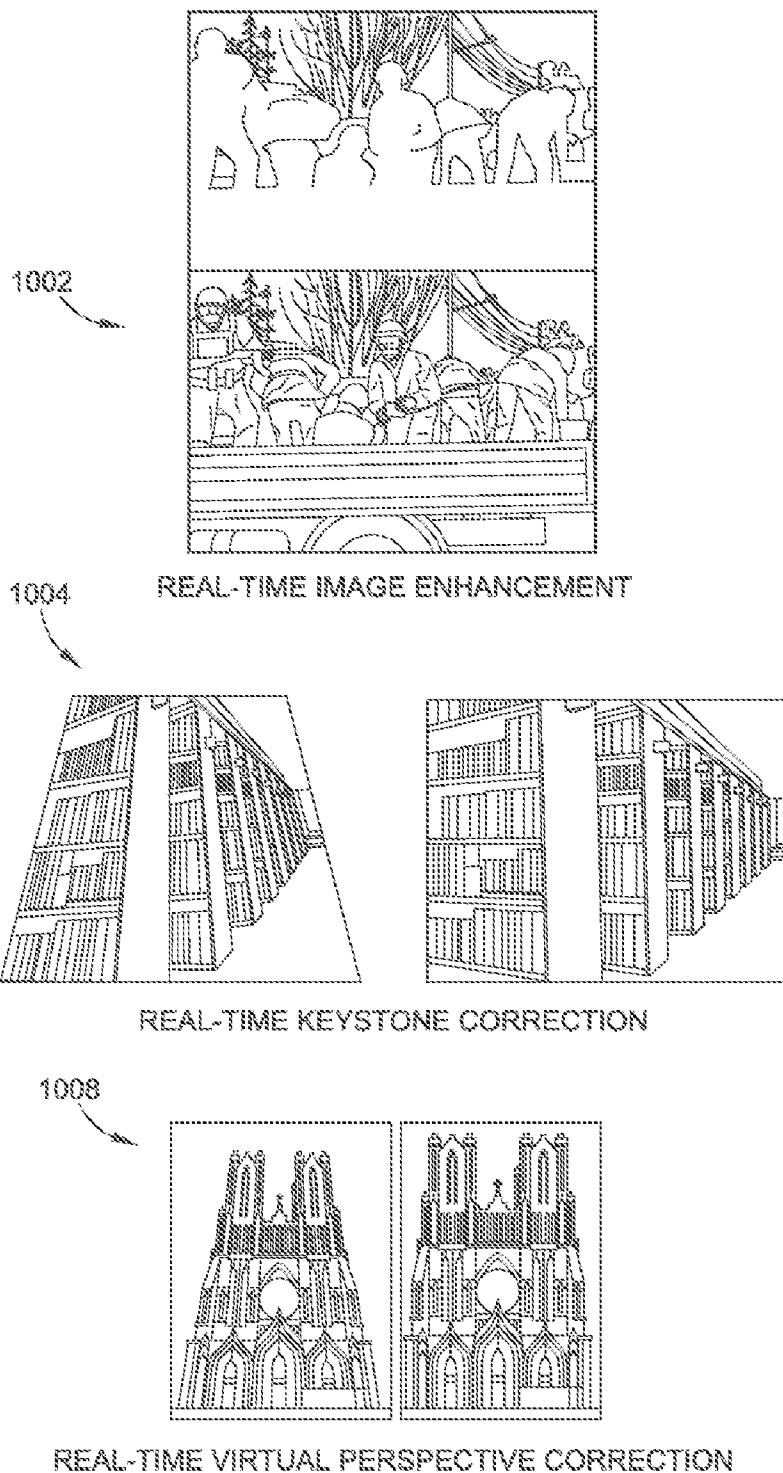 1002
REAL-TIME IMAGE ENHANCEMENT
1004
REAL-TIME KEYSTONE CORRECTION
1008
REAL-TIME VIRTUAL PERSPECTIVE CORRECTION